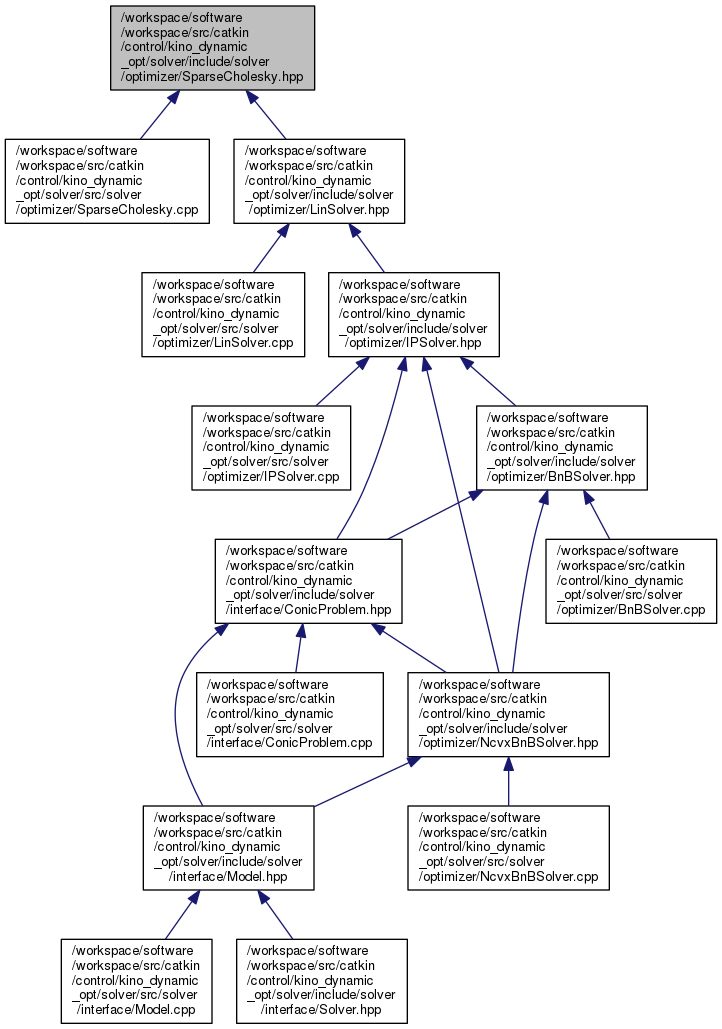 /workspace/software
/workspace/src/catkin
/control/kino_dynamic
_opt/solver/include/solver
/optimizer/SparseCholesky.hpp
/workspace/software
/workspace/src/catkin
/control/kino_dynamic
_opt/solver/src/solver
/optimizer/SparseCholesky.cpp
/workspace/software
/workspace/src/catkin
/control/kino_dynamic
_opt/solver/include/solver
/optimizer/LinSolver.hpp
/workspace/software
/workspace/src/catkin
/control/kino_dynamic
_opt/solver/src/solver
/optimizer/LinSolver.cpp
/workspace/software
/workspace/src/catkin
/control/kino_dynamic
_opt/solver/include/solver
/optimizer/IPSolver.hpp
/workspace/software
/workspace/src/catkin
/control/kino_dynamic
_opt/solver/src/solver
/optimizer/IPSolver.cpp
/workspace/software
/workspace/src/catkin
/control/kino_dynamic
_opt/solver/include/solver
/optimizer/BnBSolver.hpp
/workspace/software
/workspace/src/catkin
/control/kino_dynamic
_opt/solver/include/solver
/interface/ConicProblem.hpp
/workspace/software
/workspace/src/catkin
/control/kino_dynamic
_opt/solver/src/solver
/optimizer/BnBSolver.cpp
/workspace/software
/workspace/src/catkin
/control/kino_dynamic
_opt/solver/src/solver
/interface/ConicProblem.cpp
/workspace/software
/workspace/src/catkin
/control/kino_dynamic
_opt/solver/include/solver
/optimizer/NcvxBnBSolver.hpp
/workspace/software
/workspace/src/catkin
/control/kino_dynamic
_opt/solver/include/solver
/interface/Model.hpp
/workspace/software
/workspace/src/catkin
/control/kino_dynamic
_opt/solver/src/solver
/optimizer/NcvxBnBSolver.cpp
/workspace/software
/workspace/src/catkin
/control/kino_dynamic
_opt/solver/src/solver
/interface/Model.cpp
/workspace/software
/workspace/src/catkin
/control/kino_dynamic
_opt/solver/include/solver
/interface/Solver.hpp